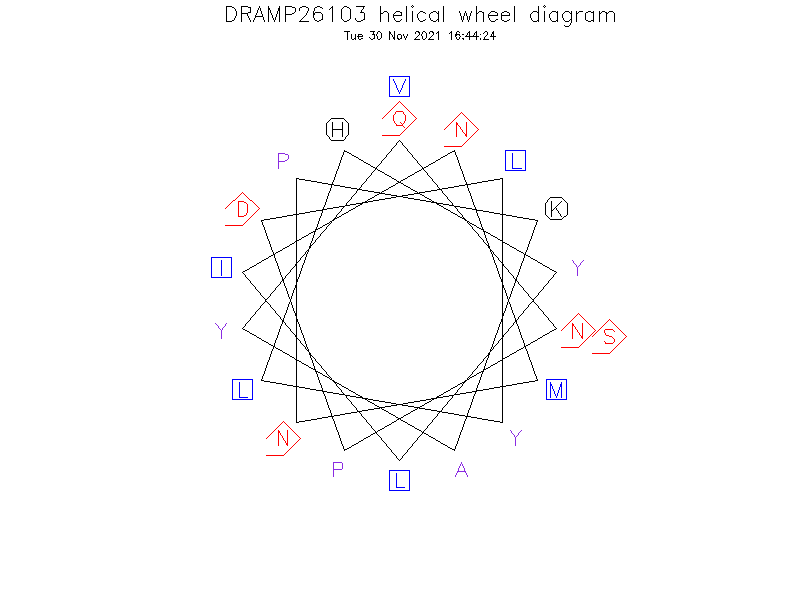 DRAMP26103 helical wheel diagram
Tue 30 Nov 2021 16:44:24
V
Q
H N
P L
D K
I Y
Y N S
L M
N Y
P A
L